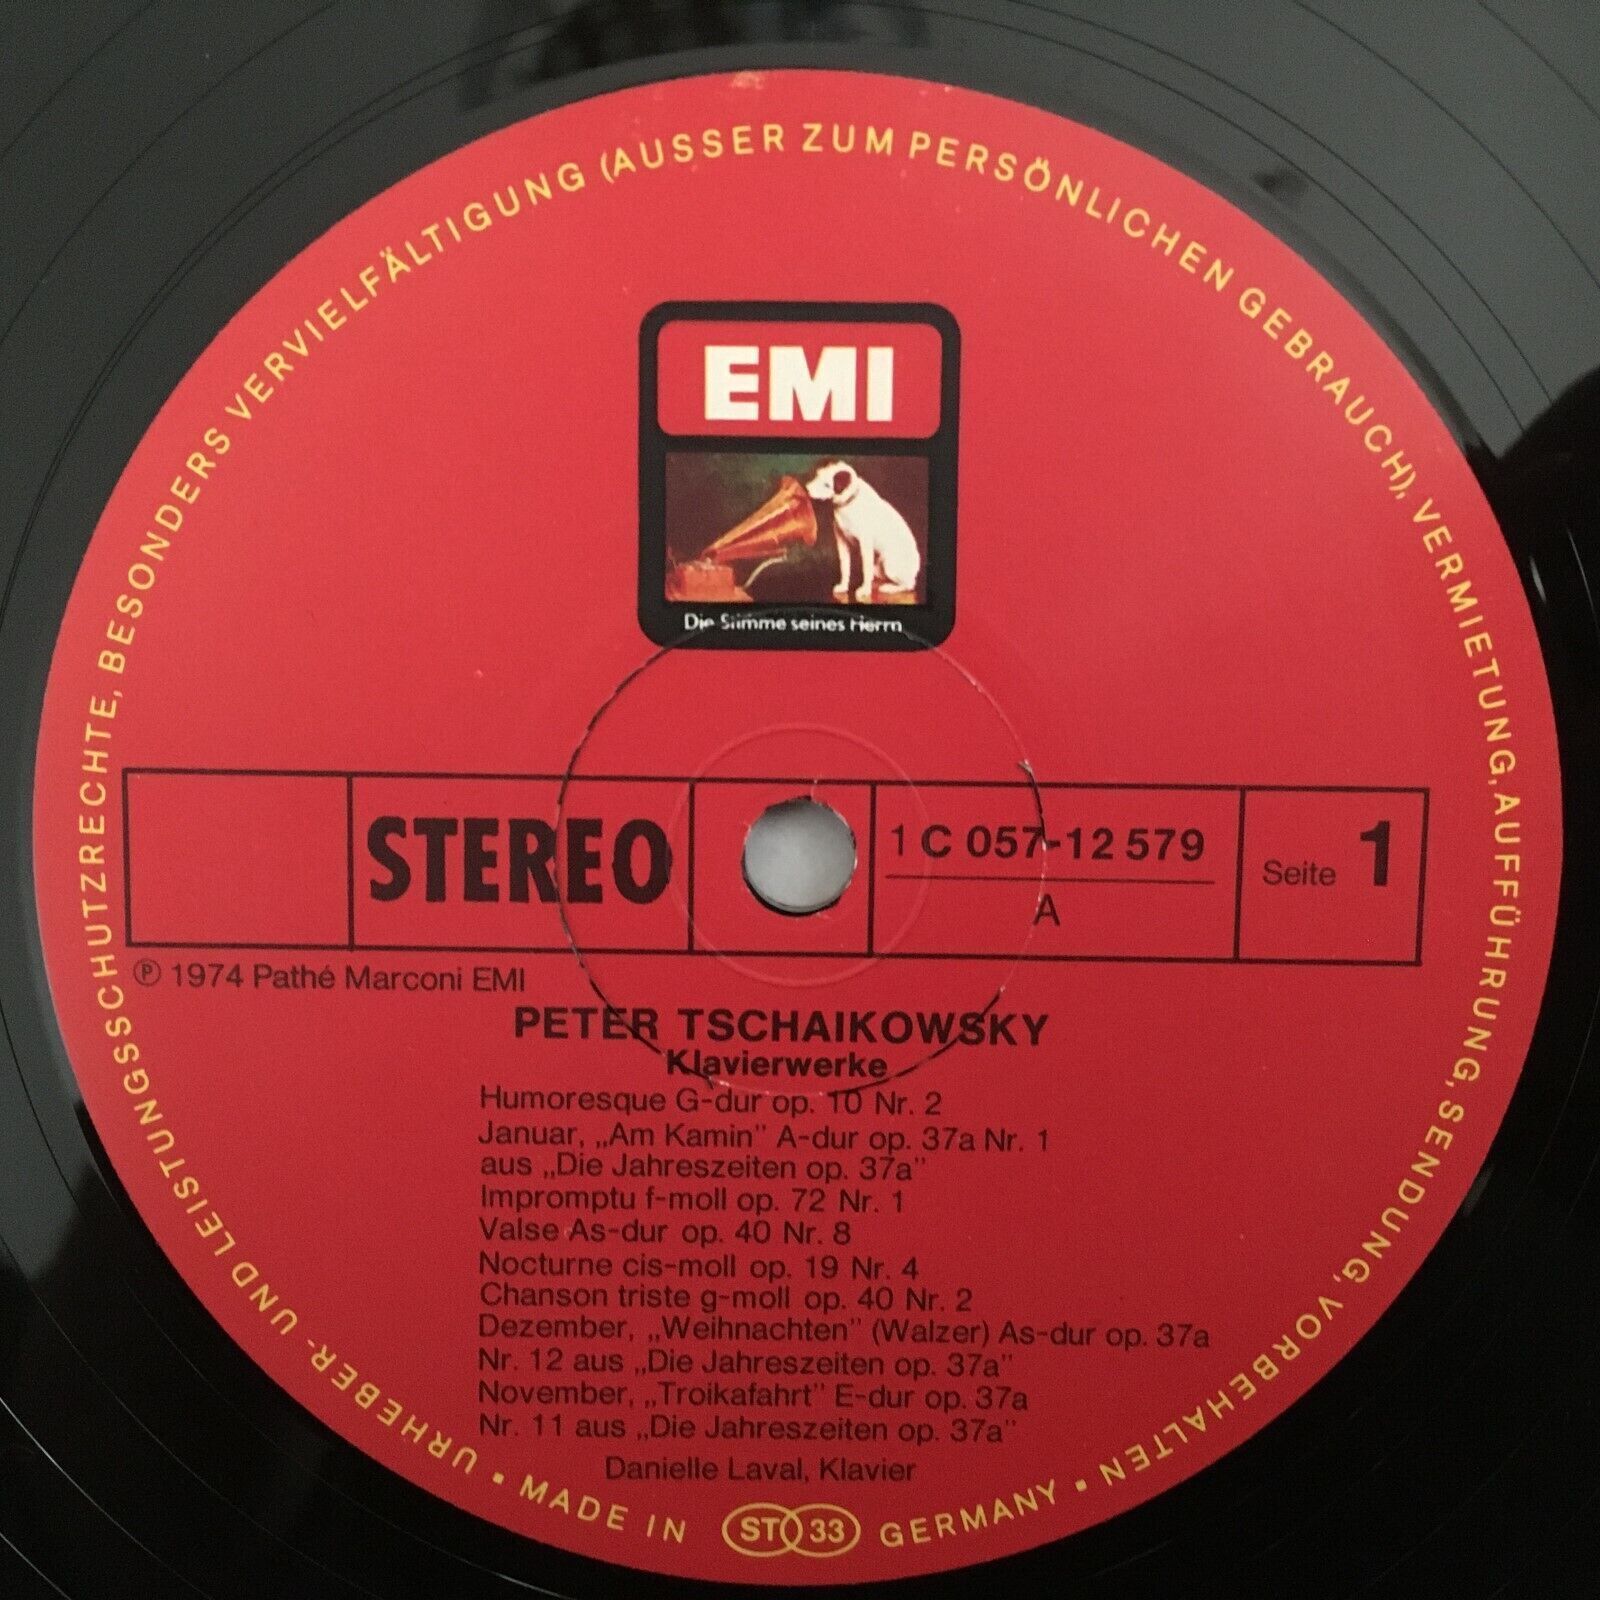 URHEBER- UND LEISTUNGSSCHUTZRECHTE, BESONDERS VERVIELFÄLTIGUNG (AUSSER ZUM PERSÖNLICHEN GEBRAUCH), VERMIETUNG, AUFFÜHRUNG, SENDUNG, VORBEHALTEN
EMI
Die Stimme seines Herrn
STEREO
1 C 057-12 579
A
Seite 1
℗ 1974 Pathé Marconi EMI
PETER TSCHAIKOWSKY
Klavierwerke
Humoresque G-dur op. 10 Nr. 2
Januar, „Am Kamin" A-dur op. 37a Nr. 1
aus „Die Jahreszeiten op. 37a"
Impromptu f-moll op. 72 Nr. 1
Valse As-dur op. 40 Nr. 8
Nocturne cis-moll op. 19 Nr. 4
Chanson triste g-moll op. 40 Nr. 2
Dezember, „Weihnachten" (Walzer) As-dur op. 37a
Nr. 12 aus „Die Jahreszeiten op. 37a"
November, „Troikafahrt" E-dur op. 37a
Nr. 11 aus „Die Jahreszeiten op. 37a"
Danielle Laval, Klavier
▪ MADE IN ST 33 GERMANY ▪